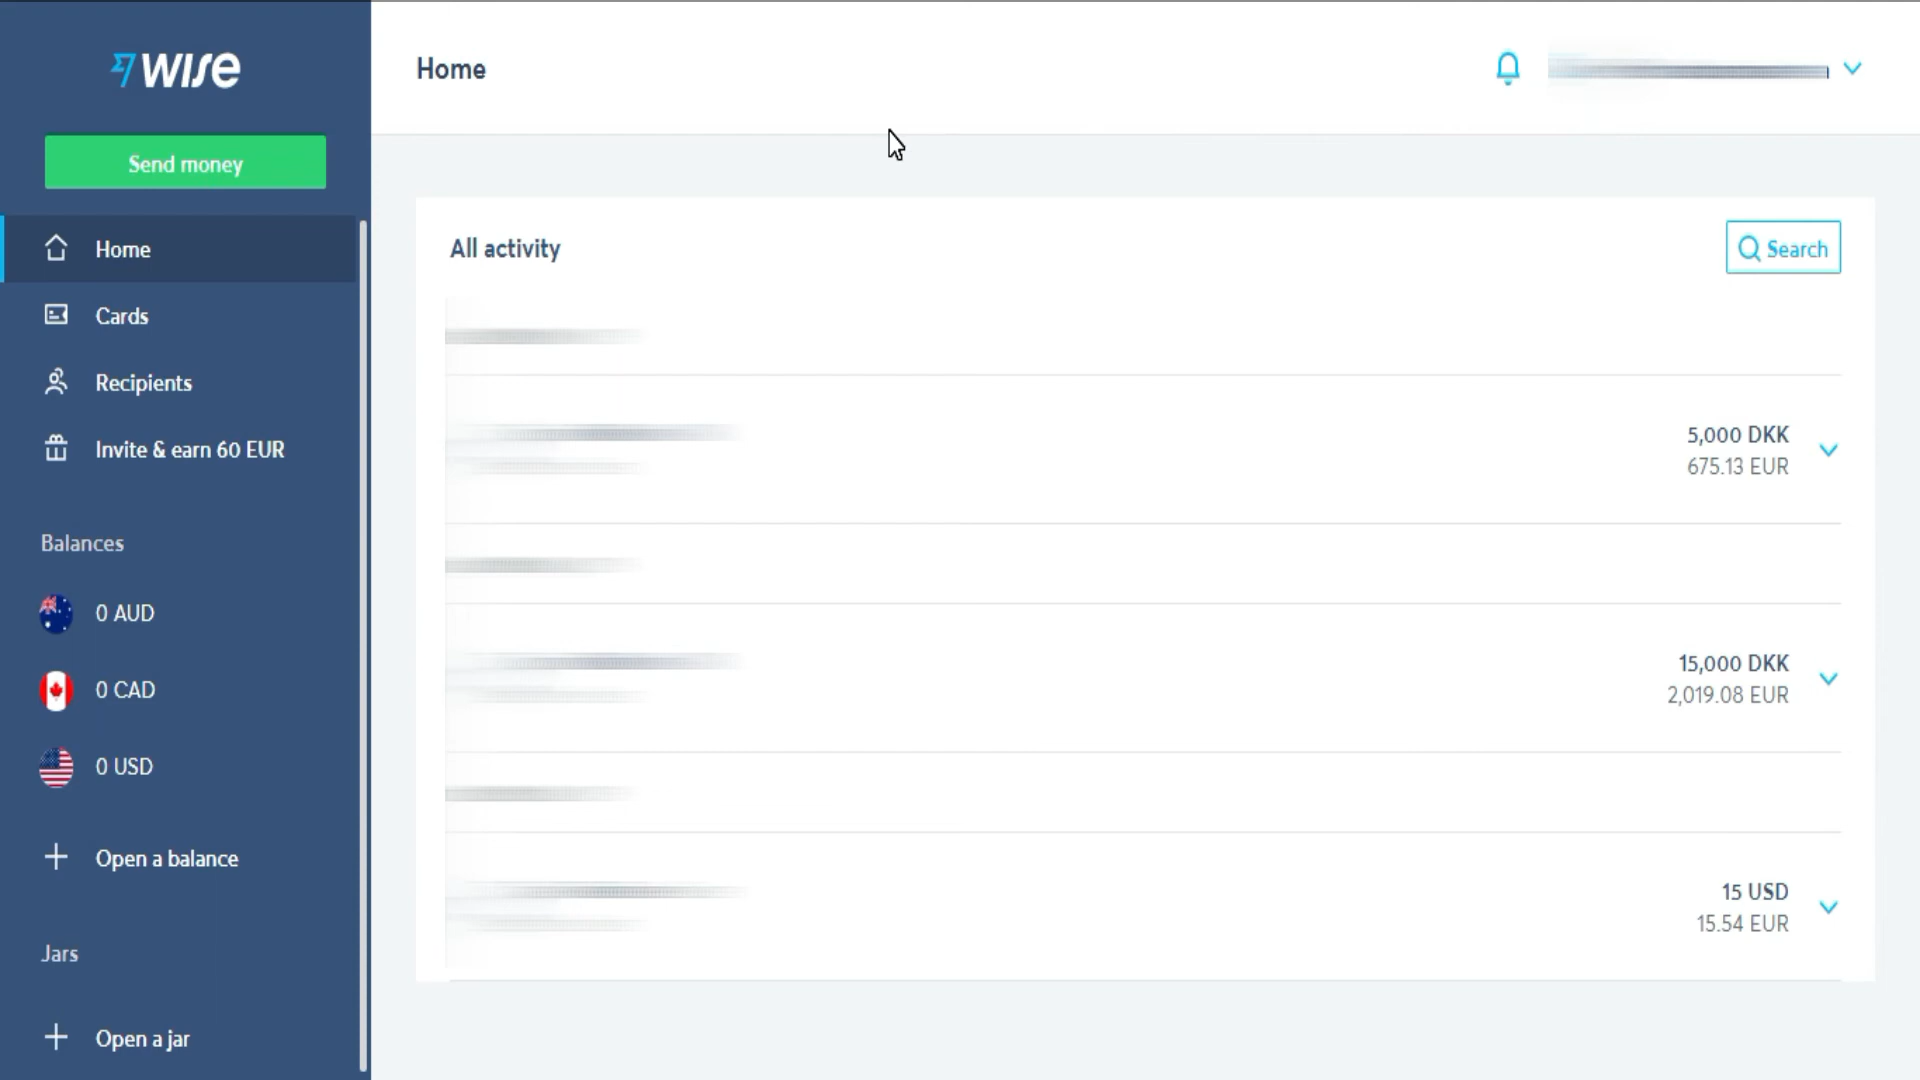 wise
Home
Send money
Home
Cards
Recipients
Invite & earn 60 EUR
Balances
0 AUD
0 CAD
0 USD
Open a balance
Jars
Open a jar
All activity
Search
5,000 DKK
675.13 EUR
15,000 DKK
2,019.08 EUR
15 USD
15.54 EUR